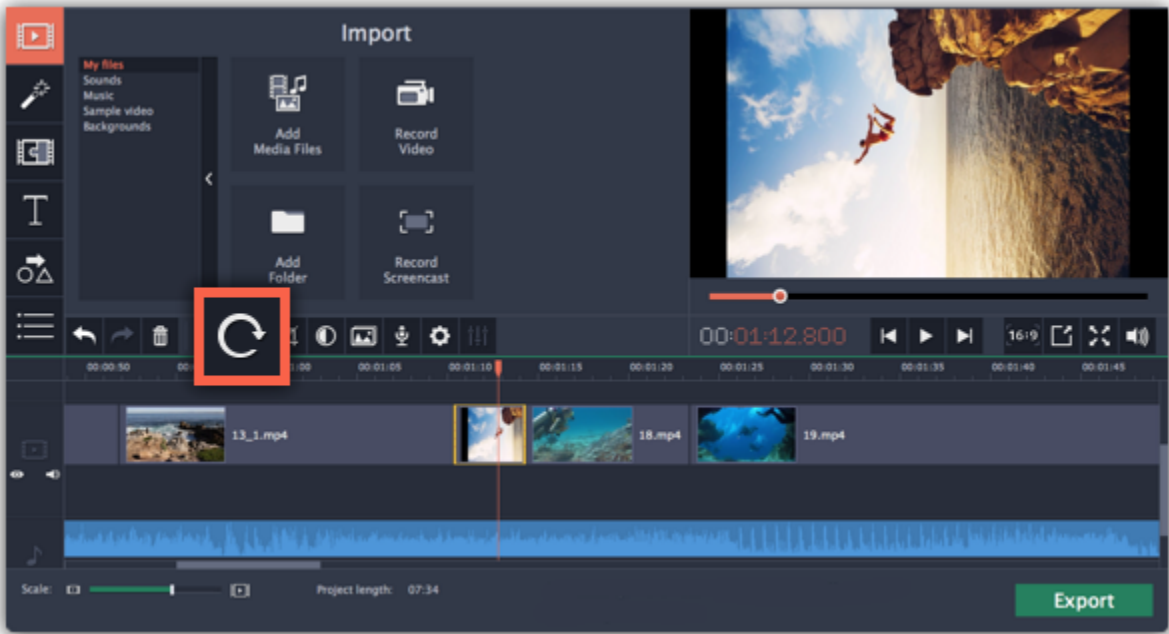 Import
My files
Sounds
Music
Sample video
Backgrounds
Add
Media Files
Record
Video
Add
Folder
Record
Screencast
T
00:01:12.800
16:9
00:00:50
00:01:05
00:01:10
00:01:15
00:01:20
00:01:25
00:01:30
00:01:35
00:01:40
00:01:45
13_1.mp4
18.mp4
19.mp4
Scale:
Project length: 07:34
Export